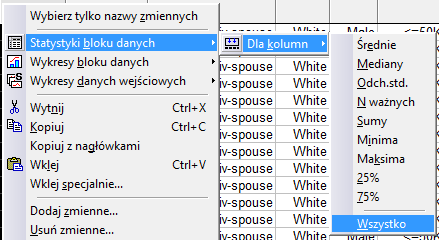 Wybierz tylko nazwy zmiennych
Statystyki bloku danych
Wykresy bloku danych
Wykresy danych wejściowych
Wytnij Ctrl+X
Kopiuj Ctrl+C
Kopiuj z nagłówkami
Wklej Ctrl+V
Wklej specjalnie...
Dodaj zmienne...
Usuń zmienne...
Dla kolumn
Średnie
Mediany
Odch.std.
N ważnych
Sumy
Minima
Maksima
25%
75%
Wszystko
iv-spouse White Male <=50K
iv-spouse White
iv-spouse White
iv-spouse White
iv-spouse White
iv-spouse White
iv-spouse White
iv-spouse White
iv-spouse White